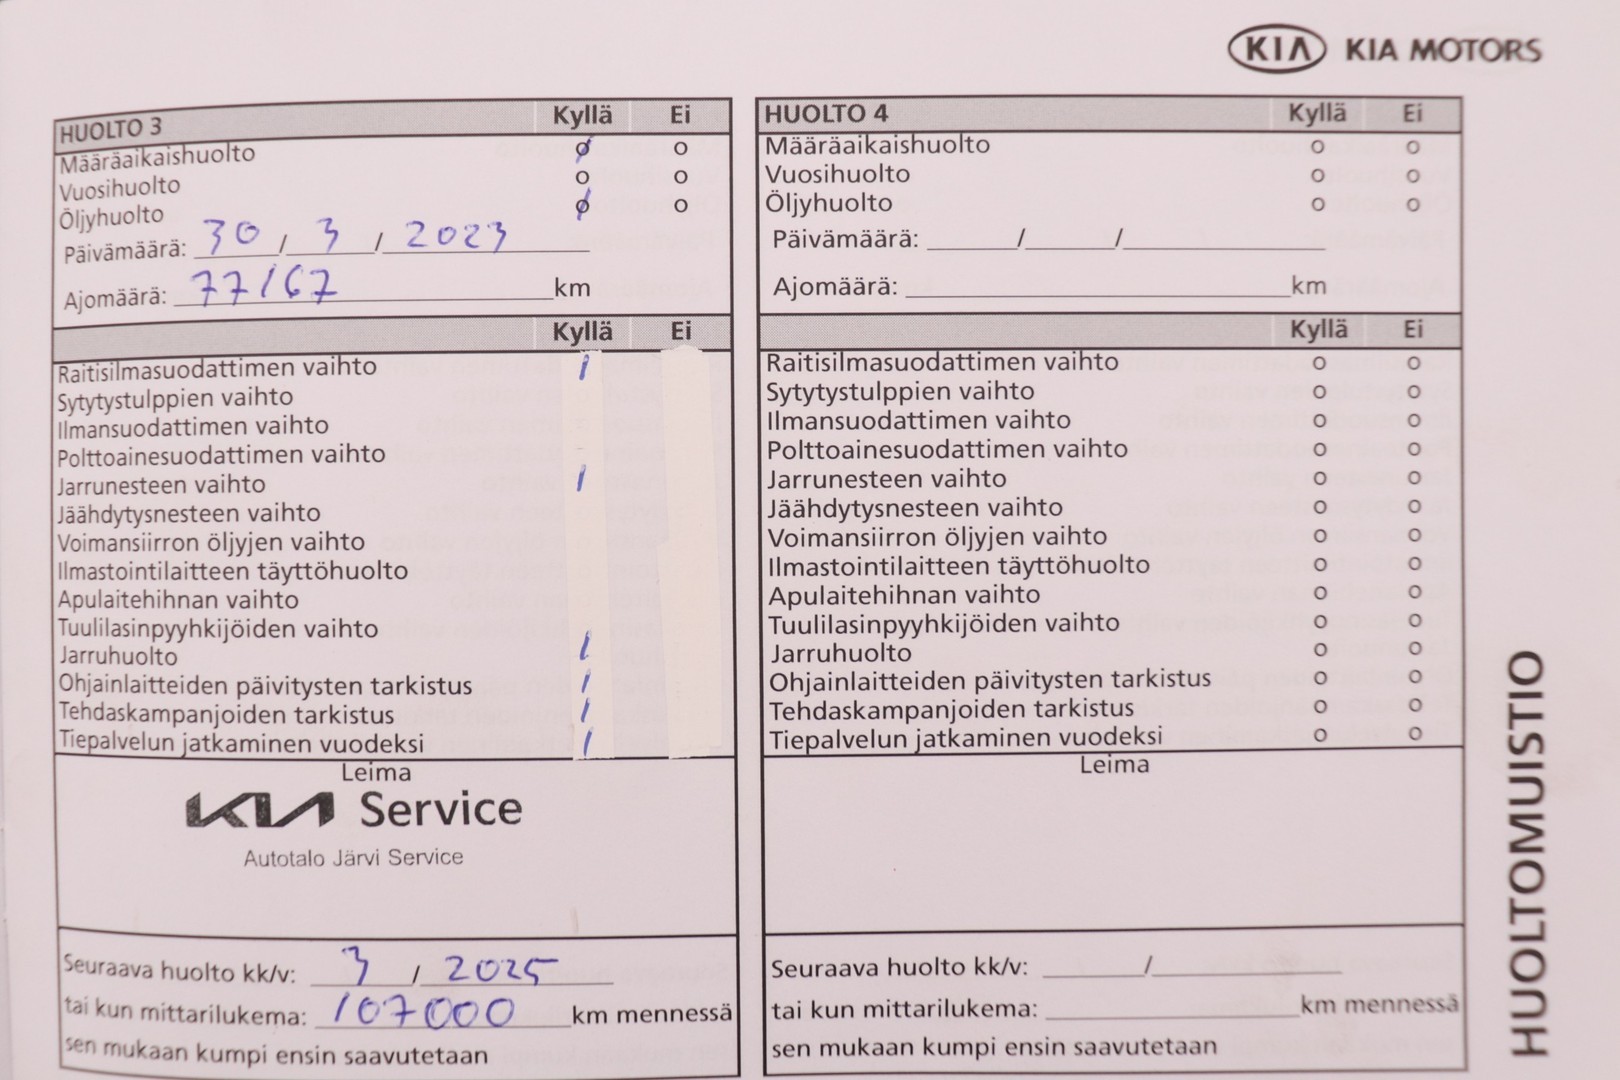 KIA KIA MOTORS
HUOLTO 3 Kyllä Ei
Määräaikaishuolto o o
Vuosihuolto o o
Öljyhuolto o o
Päivämäärä: 30 / 3 / 2023
Ajomäärä: 77167 km
Kyllä Ei
Raitisilmasuodattimen vaihto
Sytytystulppien vaihto
Ilmansuodattimen vaihto
Polttoainesuodattimen vaihto
Jarrunesteen vaihto
Jäähdytysnesteen vaihto
Voimansiirron öljyjen vaihto
Ilmastointilaitteen täyttöhuolto
Apulaitehihnan vaihto
Tuulilasinpyyhkijöiden vaihto
Jarruhuolto
Ohjainlaitteiden päivitysten tarkistus
Tehdaskampanjoiden tarkistus
Tiepalvelun jatkaminen vuodeksi
Leima
KIA Service
Autotalo Järvi Service
Seuraava huolto kk/v: 3 / 2025
tai kun mittarilukema: 107000 km mennessä
sen mukaan kumpi ensin saavutetaan
HUOLTO 4 Kyllä Ei
Määräaikaishuolto o o
Vuosihuolto o o
Öljyhuolto o o
Päivämäärä: / /
Ajomäärä: km
Kyllä Ei
Raitisilmasuodattimen vaihto o o
Sytytystulppien vaihto o o
Ilmansuodattimen vaihto o o
Polttoainesuodattimen vaihto o o
Jarrunesteen vaihto o o
Jäähdytysnesteen vaihto o o
Voimansiirron öljyjen vaihto o o
Ilmastointilaitteen täyttöhuolto o o
Apulaitehihnan vaihto o o
Tuulilasinpyyhkijöiden vaihto o o
Jarruhuolto o o
Ohjainlaitteiden päivitysten tarkistus o o
Tehdaskampanjoiden tarkistus o o
Tiepalvelun jatkaminen vuodeksi o o
Leima
Seuraava huolto kk/v: /
tai kun mittarilukema: km mennessä
sen mukaan kumpi ensin saavutetaan
HUOLTOMUISTIO